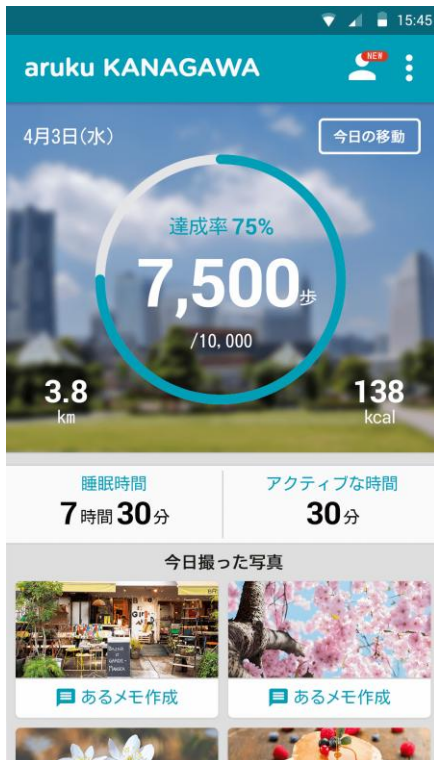 15:45
aruku KANAGAWA
NEW
4月3日(水)
今日の移動
達成率 75%
7,500歩
/10,000
3.8
km
138
kcal
睡眠時間
アクティブな時間
7時間30分
30分
今日撮った写真
あるメモ作成
あるメモ作成